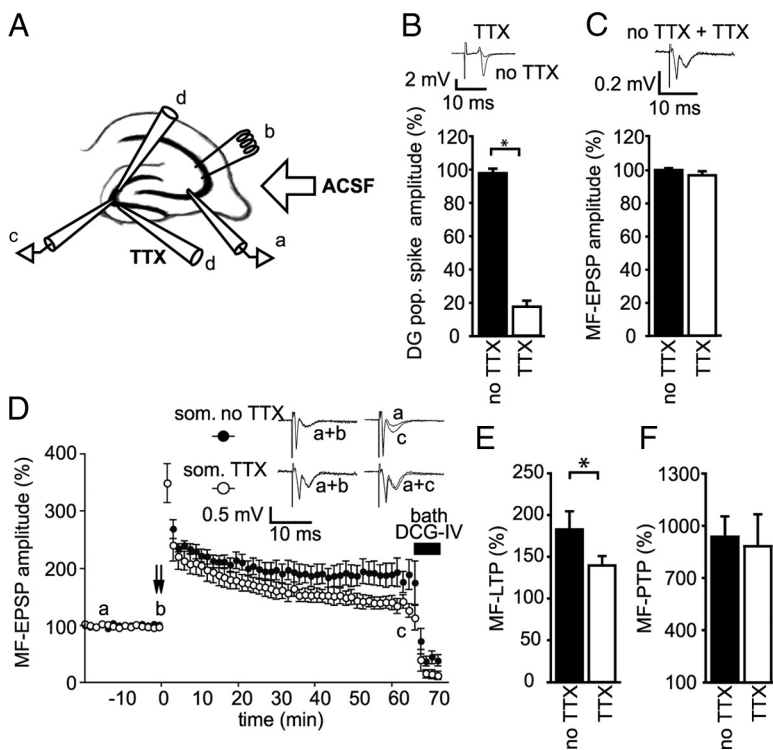 A
d
b
ACSF
c
TTX
d
a
B
TTX
no TTX
2 mV
10 ms
DG pop. spike amplitude (%)
120
100
80
60
40
20
0
*
no TTX
TTX
C
no TTX + TTX
0.2 mV
10 ms
MF-EPSP amplitude (%)
120
100
80
60
40
20
0
no TTX
TTX
D
som. no TTX
a+b
a
c
som. TTX
a+b
a+c
0.5 mV
10 ms
bath
DCG-IV
MF-EPSP amplitude (%)
400
300
200
100
0
a
b
c
-10 0 10 20 30 40 50 60 70
time (min)
E
*
MF-LTP (%)
250
200
150
100
50
0
no TTX
TTX
F
MF-PTP (%)
1300
900
700
400
100
no TTX
TTX